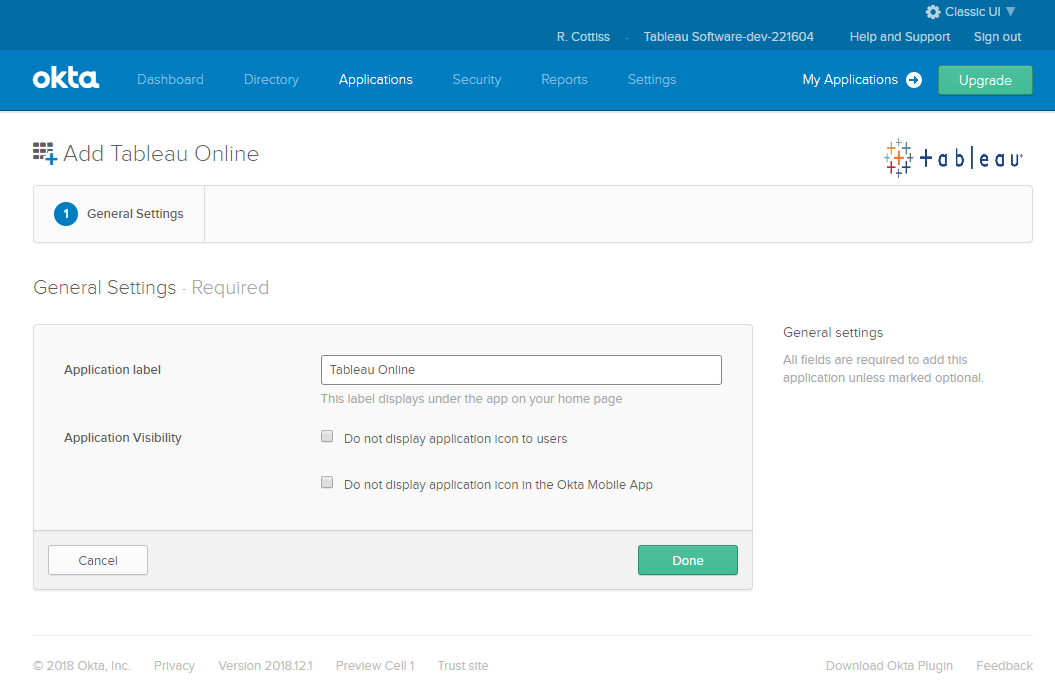 Classic UI ▼
R. Cottiss · Tableau Software-dev-221604 Help and Support Sign out
okta Dashboard Directory Applications Security Reports Settings My Applications Upgrade
Add Tableau Online
tableau
1 General Settings
General Settings · Required
General settings
All fields are required to add this
application unless marked optional.
Application label Tableau Online
This label displays under the app on your home page
Application Visibility Do not display application icon to users
Do not display application icon in the Okta Mobile App
Cancel Done
© 2018 Okta, Inc. Privacy Version 2018.12.1 Preview Cell 1 Trust site Download Okta Plugin Feedback